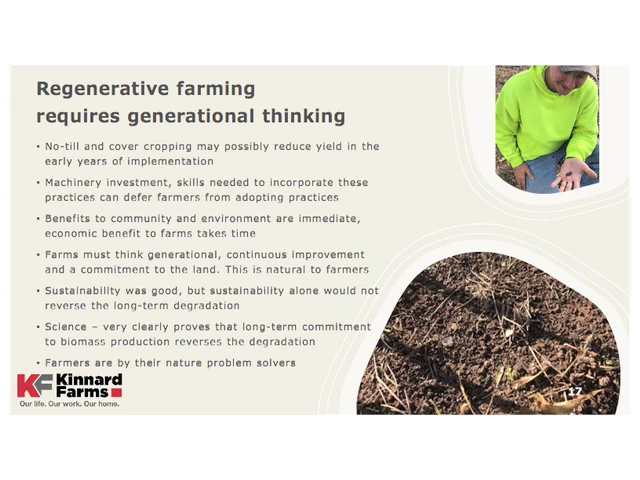 Regenerative farming
requires generational thinking
• No-till and cover cropping may possibly reduce yield in the
early years of implementation
• Machinery investment, skills needed to incorporate these
practices can defer farmers from adopting practices
• Benefits to community and environment are immediate,
economic benefit to farms takes time
• Farms must think generational, continuous improvement
and a commitment to the land. This is natural to farmers
• Sustainability was good, but sustainability alone would not
reverse the long-term degradation
• Science – very clearly proves that long-term commitment
to biomass production reverses the degradation
• Farmers are by their nature problem solvers
KF Kinnard
Farms
Our life. Our work. Our home.
17